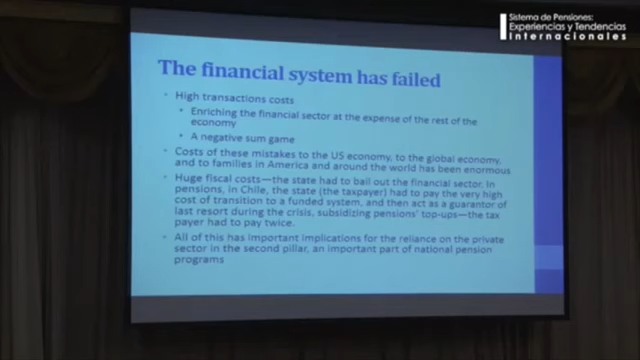 Sistema de Pensiones:
Experiencias y Tendencias
Internacionales
The financial system has failed
• High transactions costs
• Enriching the financial sector at the expense of the rest of the
economy
• A negative sum game
• Costs of these mistakes to the US economy, to the global economy,
and to families in America and around the world has been enormous
• Huge fiscal costs—the state had to bail out the financial sector. In
pensions, in Chile, the state (the taxpayer) had to pay the very high
cost of transition to a funded system, and then act as a guarantor of
last resort during the crisis, subsidizing pensions' top-ups—the tax
payer had to pay twice.
• All of this has important implications for the reliance on the private
sector in the second pillar, an important part of national pension
programs